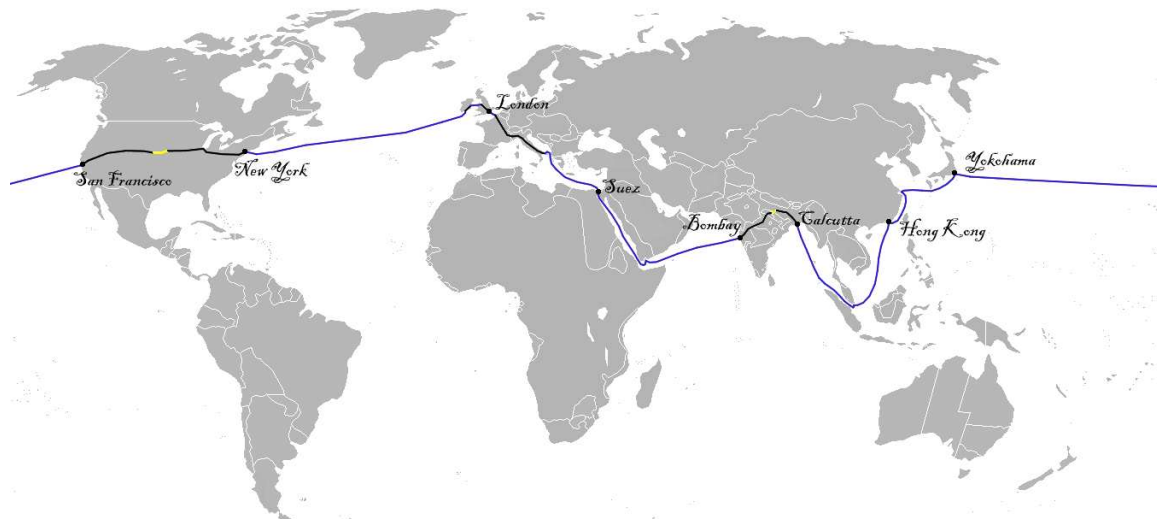 London
Yokohama
New York
San Francisco
Suez
Bombay
Calcutta
Hong Kong